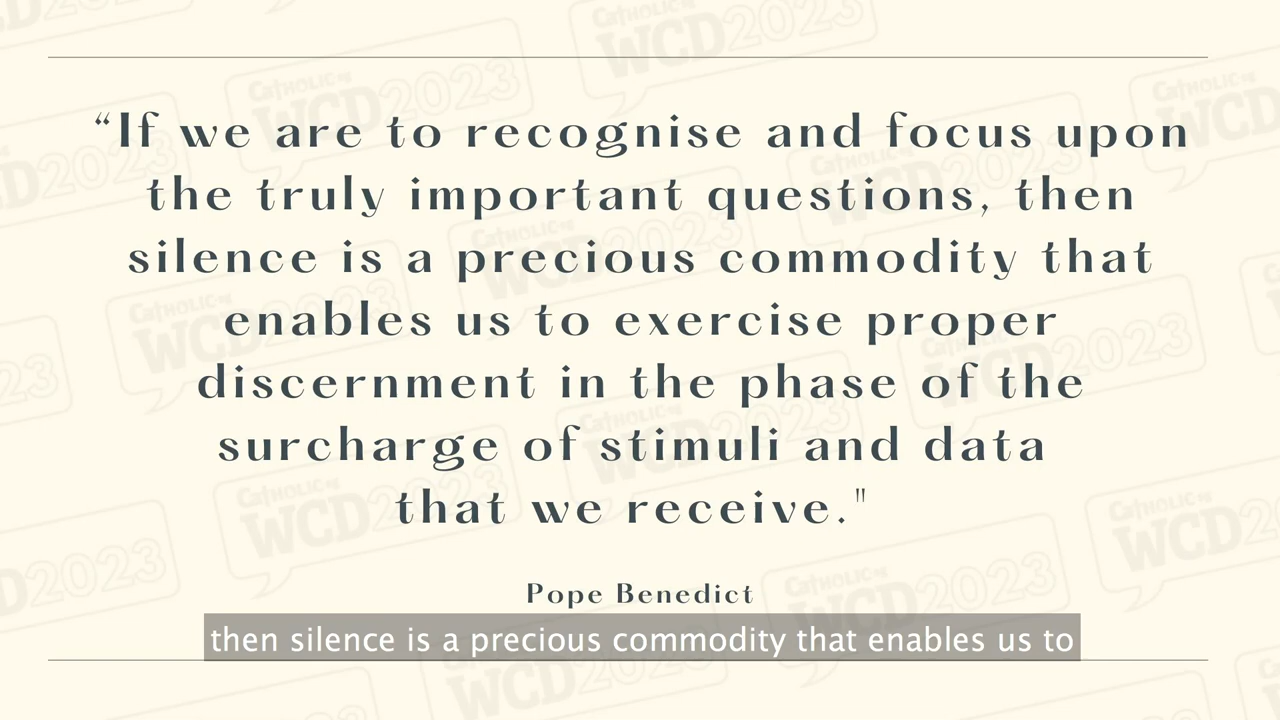 “If we are to recognise and focus upon
the truly important questions, then
silence is a precious commodity that
enables us to exercise proper
discernment in the phase of the
surcharge of stimuli and data
that we receive."
Pope Benedict
then silence is a precious commodity that enables us to